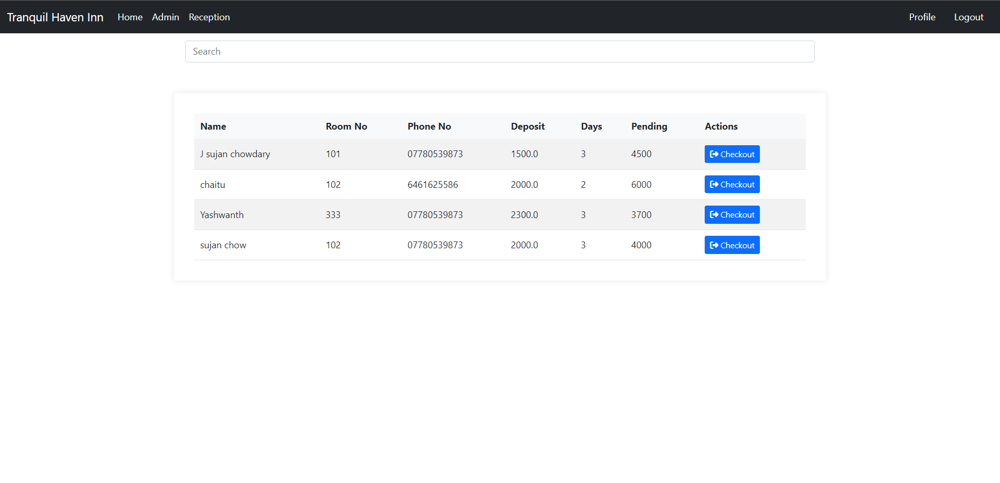 Tranquil Haven Inn Home Admin Reception Profile Logout
Search
Name Room No Phone No Deposit Days Pending Actions
J sujan chowdary 101 07780539873 1500.0 3 4500 Checkout
chaitu 102 6461625586 2000.0 2 6000 Checkout
Yashwanth 333 07780539873 2300.0 3 3700 Checkout
sujan chow 102 07780539873 2000.0 3 4000 Checkout